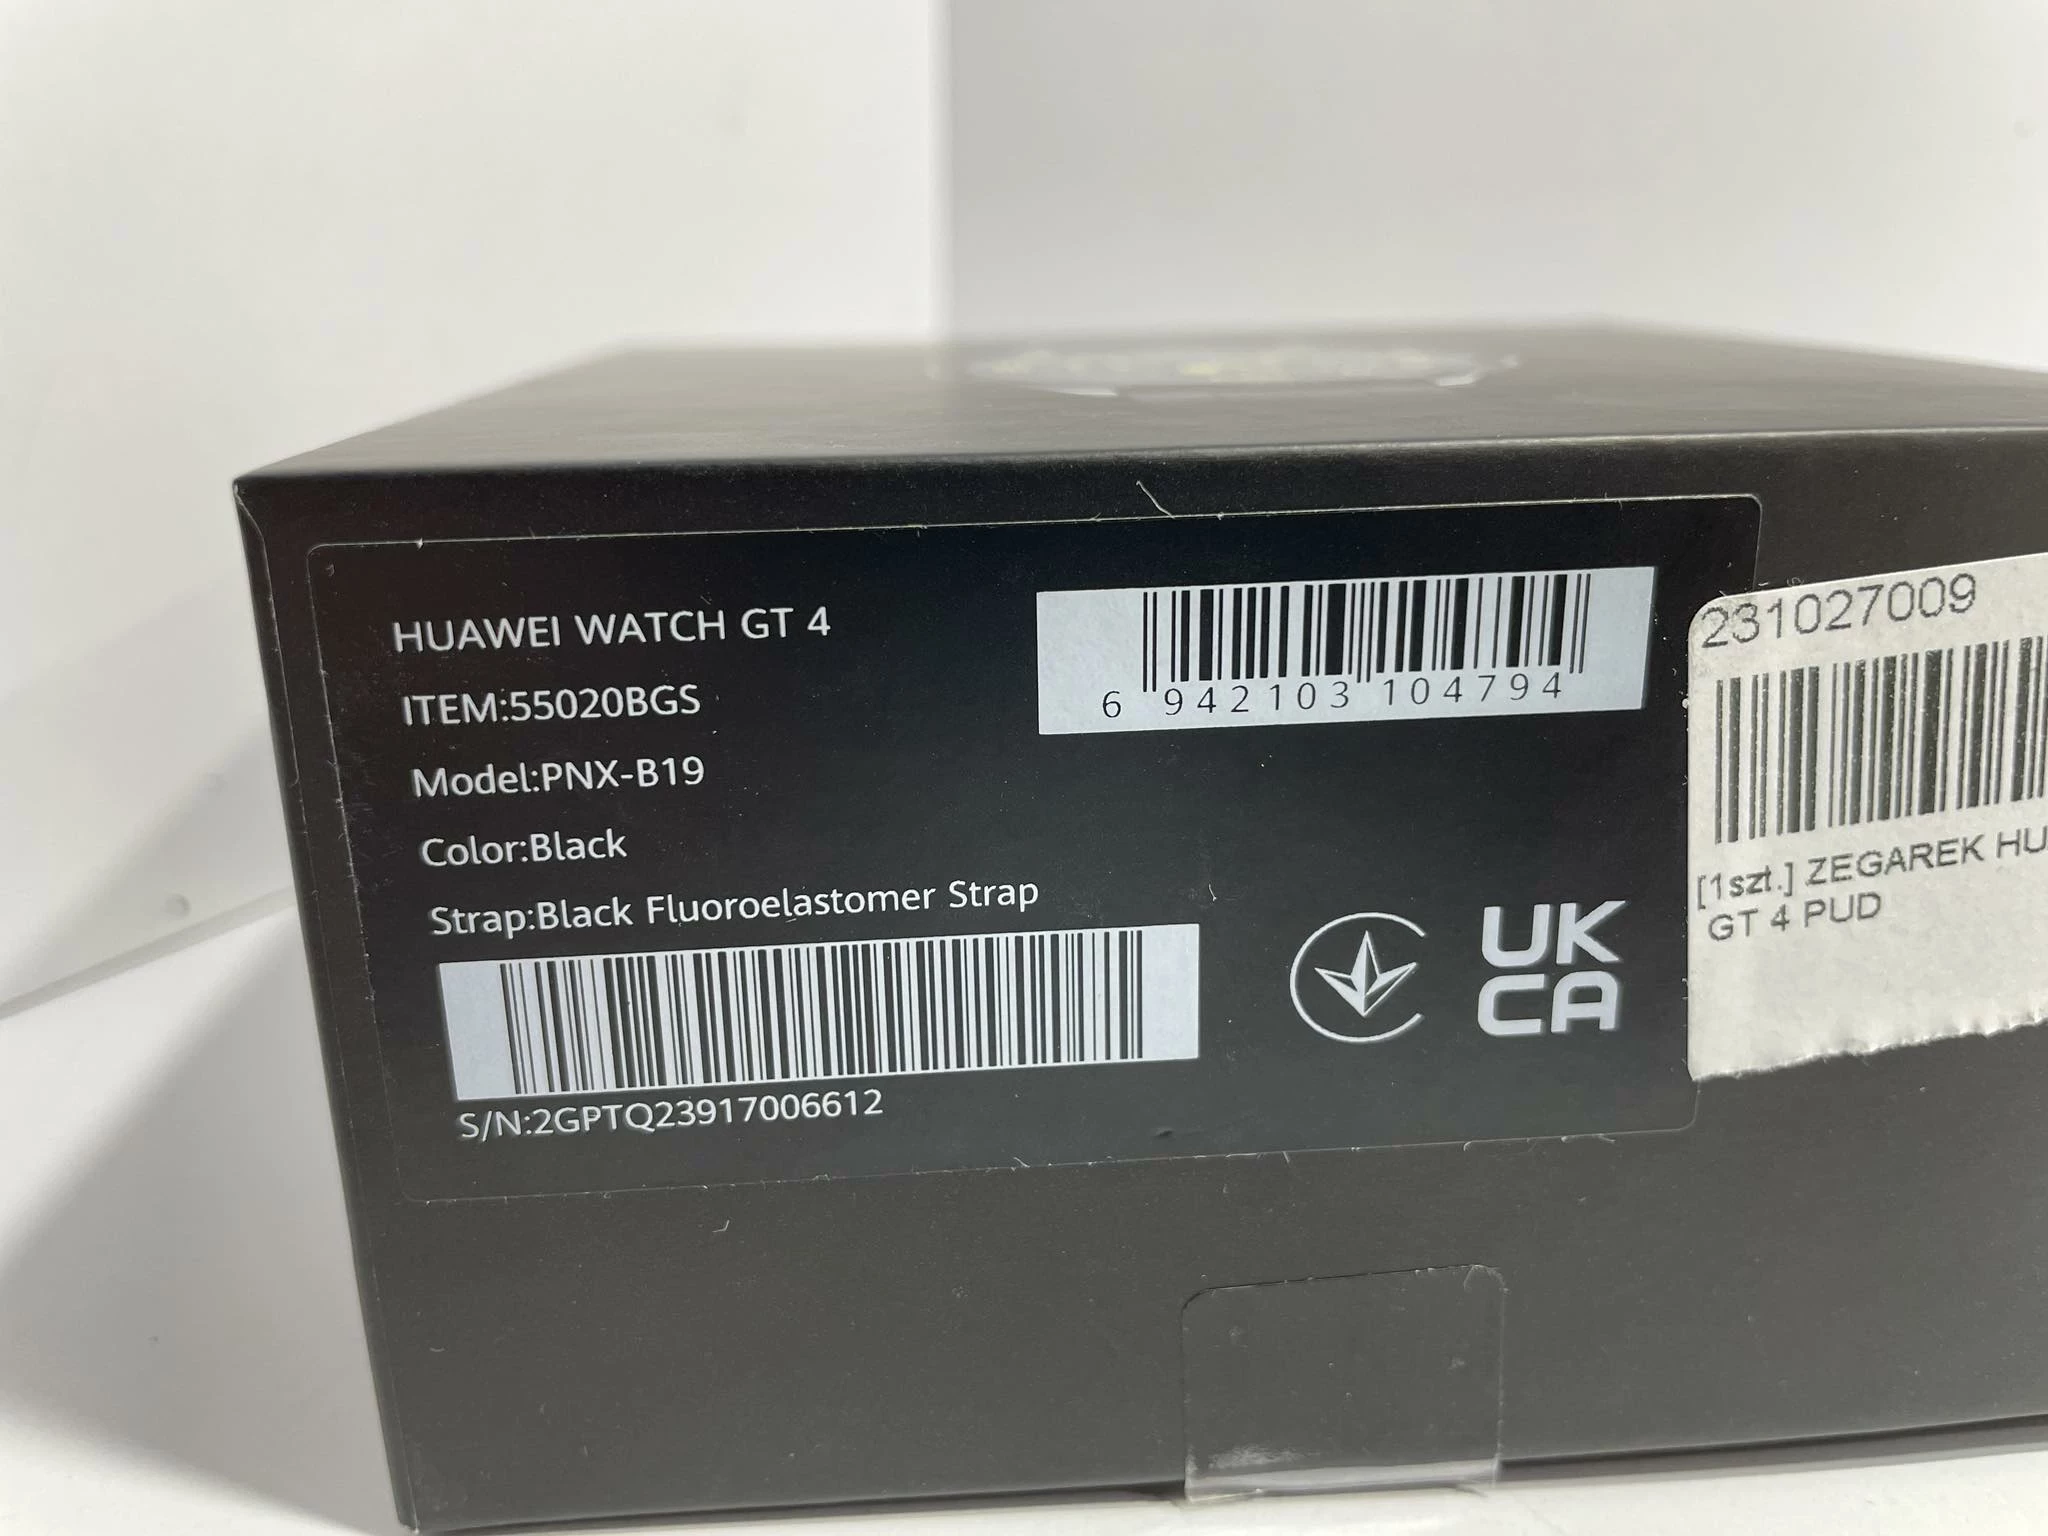 HUAWEI WATCH GT 4
ITEM:55020BGS
Model:PNX-B19
Color:Black
Strap:Black Fluoroelastomer Strap
S/N:2GPTQ23917006612
6 942103 104794
UK
CA
231027009
[1szt.] ZEGAREK HU
GT 4 PUD